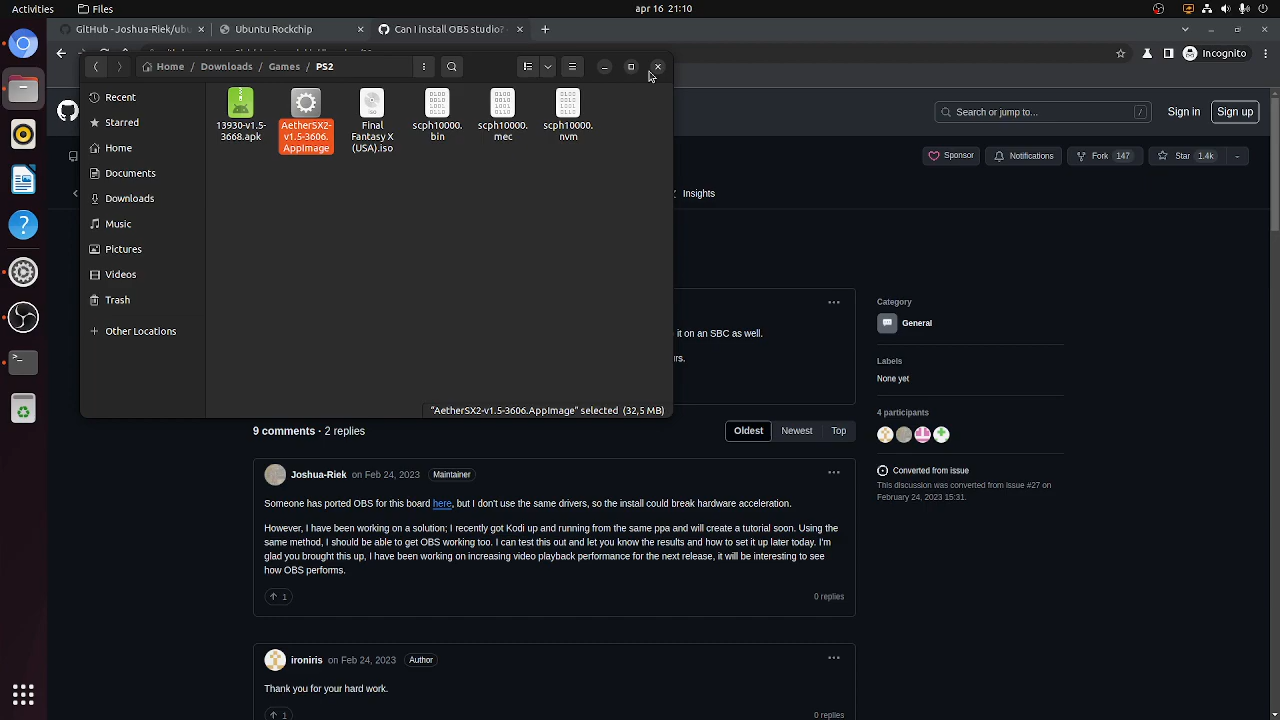 Activities
Files
apr 16 21:10
GitHub - Joshua-Riek/ubu
Ubuntu Rockchip
Can I install OBS studio?
Incognito
Home / Downloads / Games / PS2
Search or jump to...
/
Sign in
Sign up
Sponsor
Notifications
Fork 147
Star 1.4k
Insights
Recent
Starred
Home
Documents
Downloads
Music
Pictures
Videos
Trash
Other Locations
13930-v1.5-
3668.apk
AetherSX2-
v1.5-3606.
AppImage
Final
Fantasy X
(USA).iso
scph10000.
bin
scph10000.
mec
scph10000.
nvm
"AetherSX2-v1.5-3606.AppImage" selected (32,5 MB)
it on an SBC as well.
urs.
Category
General
Labels
None yet
4 participants
Converted from issue
This discussion was converted from issue #27 on
February 24, 2023 15:31.
9 comments · 2 replies
Oldest
Newest
Top
Joshua-Riek on Feb 24, 2023 Maintainer
Someone has ported OBS for this board here, but I don't use the same drivers, so the install could break hardware acceleration.
However, I have been working on a solution; I recently got Kodi up and running from the same ppa and will create a tutorial soon. Using the
same method, I should be able to get OBS working too. I can test this out and let you know the results and how to set it up later today. I'm
glad you brought this up, I have been working on increasing video playback performance for the next release, it will be interesting to see
how OBS performs.
1
0 replies
ironiris on Feb 24, 2023 Author
Thank you for your hard work.
1
0 replies